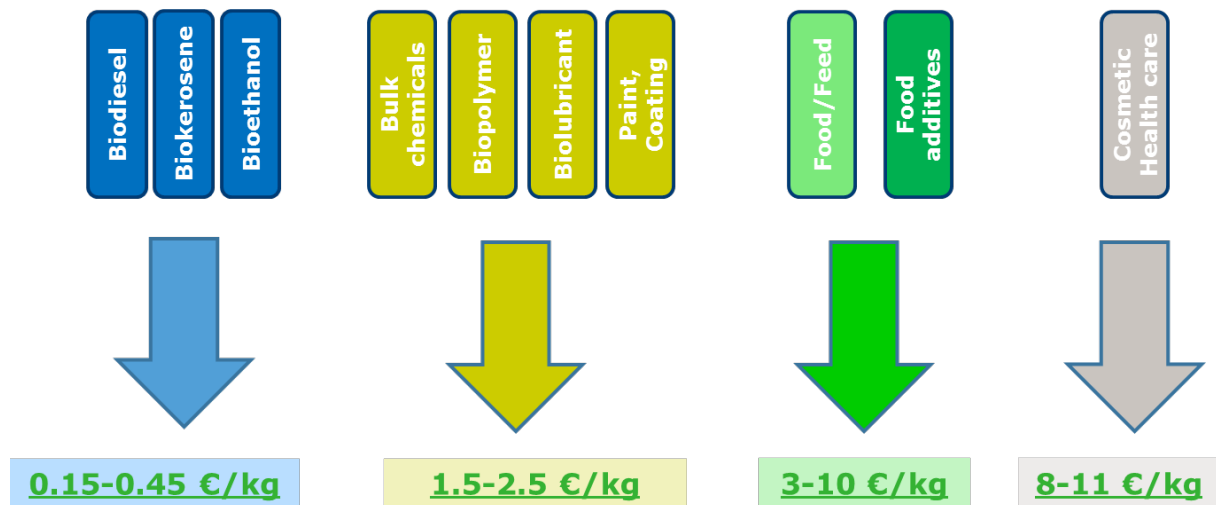 Biodiesel
Biokerosene
Bioethanol
Bulk
chemicals
Biopolymer
Biolubricant
Paint,
Coating
Food/Feed
Food
additives
Cosmetic
Health care
0.15-0.45 €/kg
1.5-2.5 €/kg
3-10 €/kg
8-11 €/kg